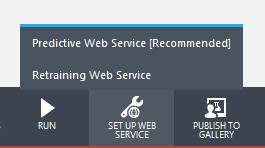 Predictive Web Service [Recommended]
Retraining Web Service
RUN
SET UP WEB
SERVICE
PUBLISH TO
GALLERY